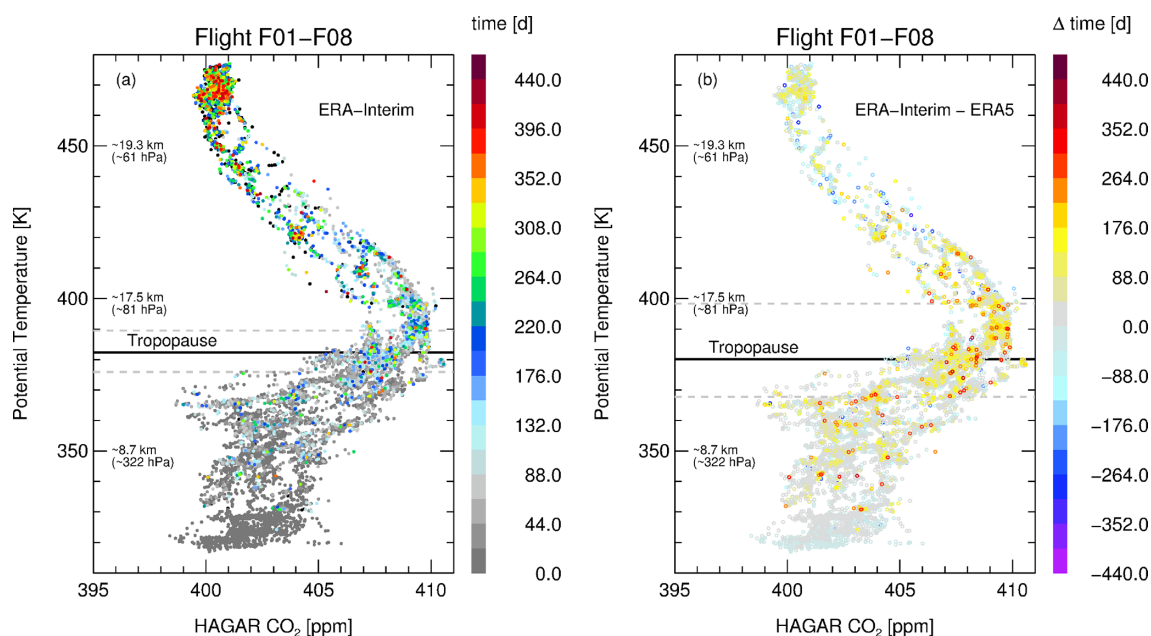 Flight F01–F08
time [d]
(a)
ERA–Interim
~19.3 km
(~61 hPa)
~17.5 km
(~81 hPa)
Tropopause
~8.7 km
(~322 hPa)
450
400
350
Potential Temperature [K]
395
400
405
410
HAGAR CO₂ [ppm]
440.0
396.0
352.0
308.0
264.0
220.0
176.0
132.0
88.0
44.0
0.0
Flight F01–F08
Δ time [d]
(b)
ERA–Interim – ERA5
~19.3 km
(~61 hPa)
~17.5 km
(~81 hPa)
Tropopause
~8.7 km
(~322 hPa)
450
400
350
Potential Temperature [K]
395
400
405
410
HAGAR CO₂ [ppm]
440.0
352.0
264.0
176.0
88.0
0.0
−88.0
−176.0
−264.0
−352.0
−440.0